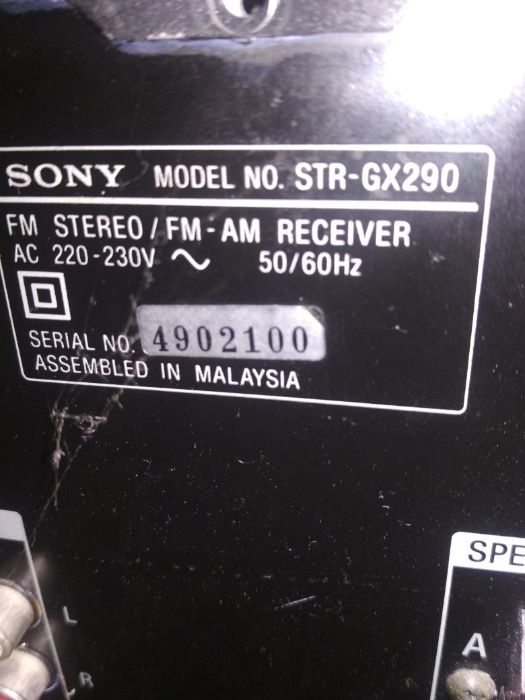 SONY MODEL NO. STR-GX290
FM STEREO / FM-AM RECEIVER
AC 220-230V ~ 50/60Hz
SERIAL NO. 4902100
ASSEMBLED IN MALAYSIA
SPE
A
L
R